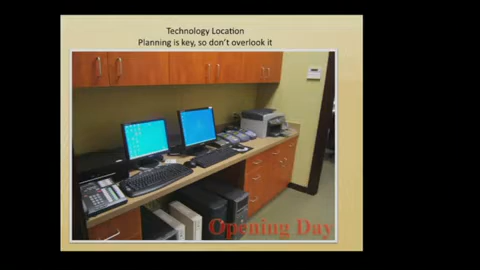 Technology Location
Planning is key, so don't overlook it
Opening Day